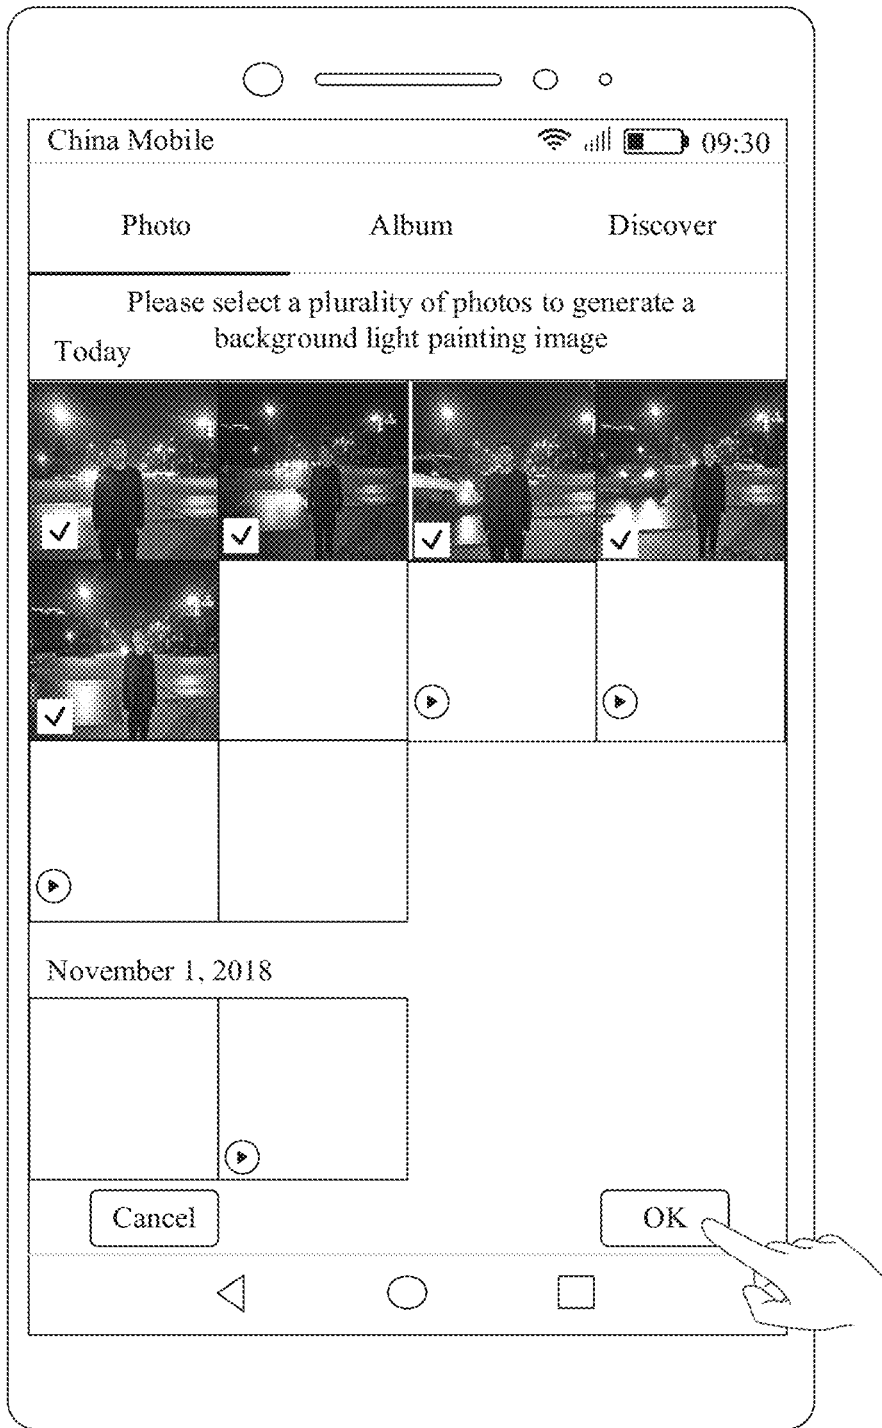 China Mobile 09:30
Photo Album Discover
Please select a plurality of photos to generate a
background light painting image
Today
November 1, 2018
Cancel OK